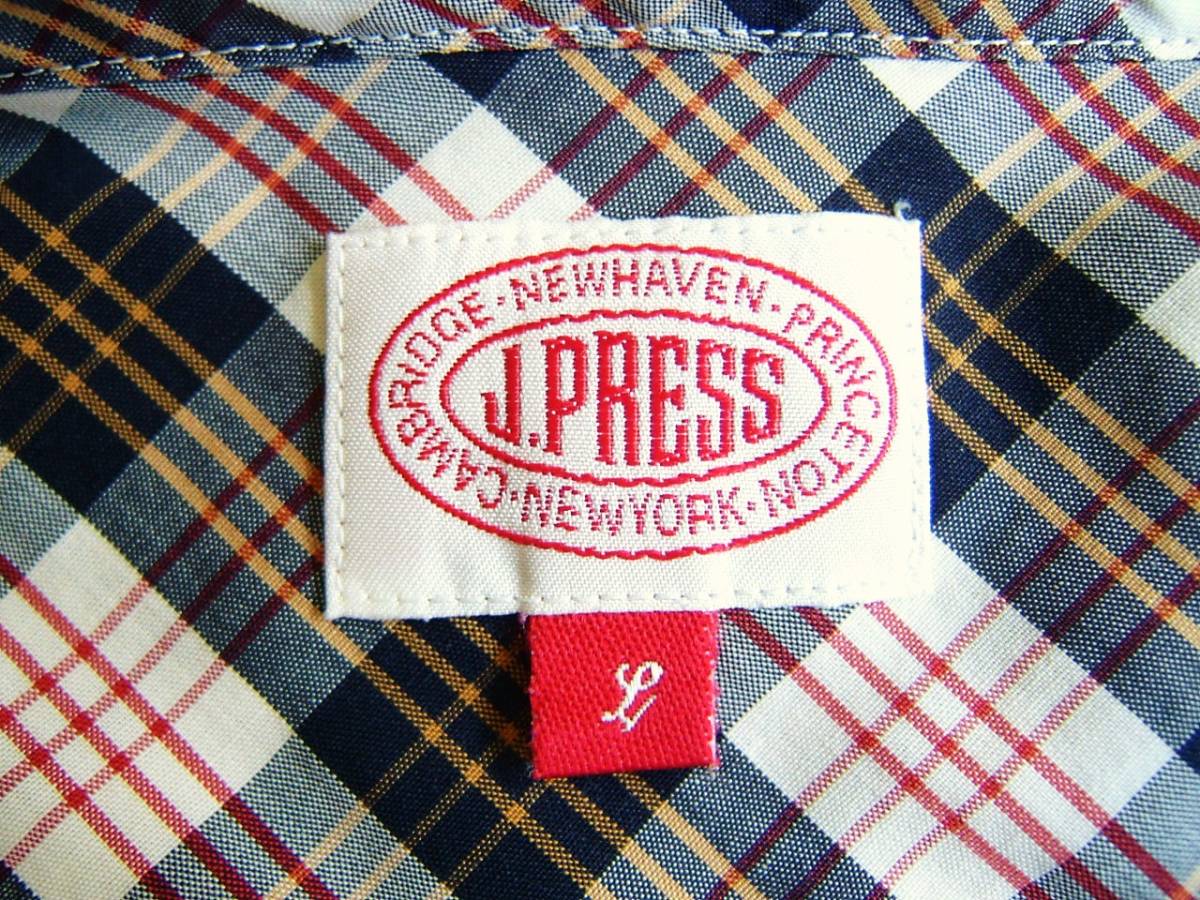 CAMBRIDGE · NEWHAVEN · PRINCETON · NEWYORK ·
J.PRESS
L